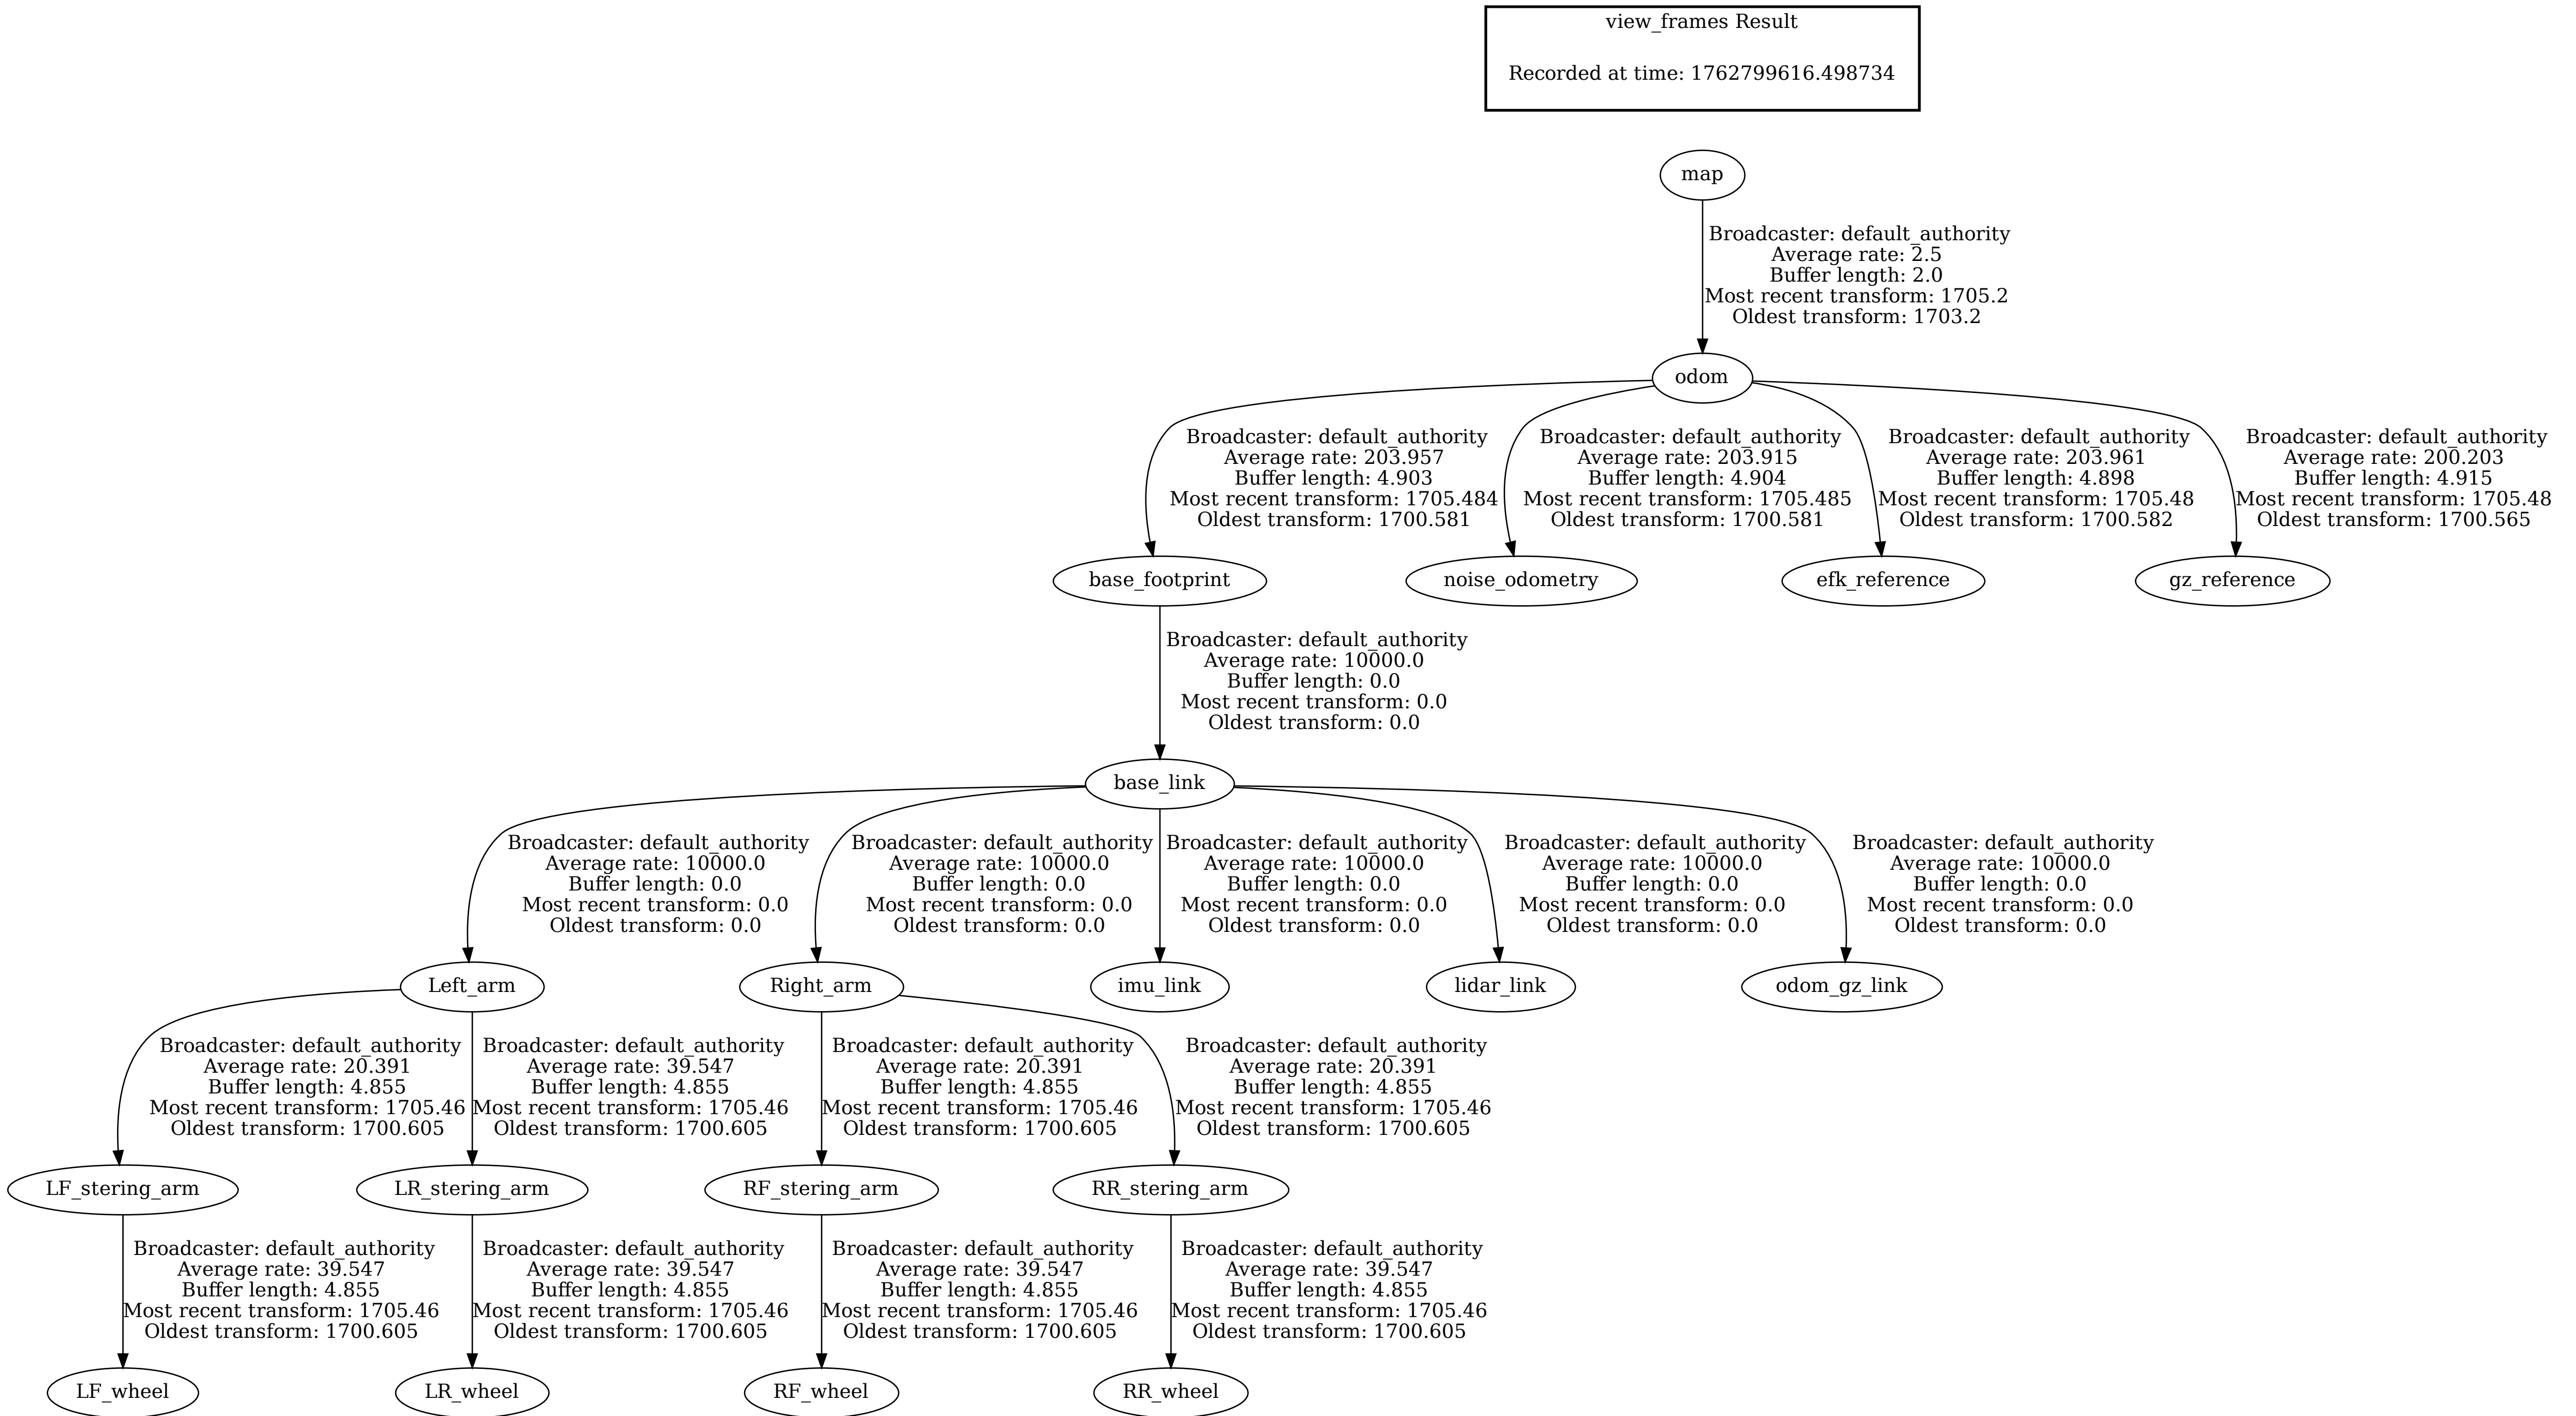 view_frames Result
Recorded at time: 1762799616.498734
map
Broadcaster: default_authority
Average rate: 2.5
Buffer length: 2.0
Most recent transform: 1705.2
Oldest transform: 1703.2
odom
Broadcaster: default_authority
Average rate: 203.957
Buffer length: 4.903
Most recent transform: 1705.484
Oldest transform: 1700.581
Broadcaster: default_authority
Average rate: 203.915
Buffer length: 4.904
Most recent transform: 1705.485
Oldest transform: 1700.581
Broadcaster: default_authority
Average rate: 203.961
Buffer length: 4.898
Most recent transform: 1705.48
Oldest transform: 1700.582
Broadcaster: default_authority
Average rate: 200.203
Buffer length: 4.915
Most recent transform: 1705.48
Oldest transform: 1700.565
base_footprint
noise_odometry
efk_reference
gz_reference
Broadcaster: default_authority
Average rate: 10000.0
Buffer length: 0.0
Most recent transform: 0.0
Oldest transform: 0.0
base_link
Broadcaster: default_authority
Average rate: 10000.0
Buffer length: 0.0
Most recent transform: 0.0
Oldest transform: 0.0
Broadcaster: default_authority
Average rate: 10000.0
Buffer length: 0.0
Most recent transform: 0.0
Oldest transform: 0.0
Broadcaster: default_authority
Average rate: 10000.0
Buffer length: 0.0
Most recent transform: 0.0
Oldest transform: 0.0
Broadcaster: default_authority
Average rate: 10000.0
Buffer length: 0.0
Most recent transform: 0.0
Oldest transform: 0.0
Broadcaster: default_authority
Average rate: 10000.0
Buffer length: 0.0
Most recent transform: 0.0
Oldest transform: 0.0
Left_arm
Right_arm
imu_link
lidar_link
odom_gz_link
Broadcaster: default_authority
Average rate: 20.391
Buffer length: 4.855
Most recent transform: 1705.46
Oldest transform: 1700.605
Broadcaster: default_authority
Average rate: 39.547
Buffer length: 4.855
Most recent transform: 1705.46
Oldest transform: 1700.605
Broadcaster: default_authority
Average rate: 20.391
Buffer length: 4.855
Most recent transform: 1705.46
Oldest transform: 1700.605
Broadcaster: default_authority
Average rate: 20.391
Buffer length: 4.855
Most recent transform: 1705.46
Oldest transform: 1700.605
LF_stering_arm
LR_stering_arm
RF_stering_arm
RR_stering_arm
Broadcaster: default_authority
Average rate: 39.547
Buffer length: 4.855
Most recent transform: 1705.46
Oldest transform: 1700.605
Broadcaster: default_authority
Average rate: 39.547
Buffer length: 4.855
Most recent transform: 1705.46
Oldest transform: 1700.605
Broadcaster: default_authority
Average rate: 39.547
Buffer length: 4.855
Most recent transform: 1705.46
Oldest transform: 1700.605
Broadcaster: default_authority
Average rate: 39.547
Buffer length: 4.855
Most recent transform: 1705.46
Oldest transform: 1700.605
LF_wheel
LR_wheel
RF_wheel
RR_wheel